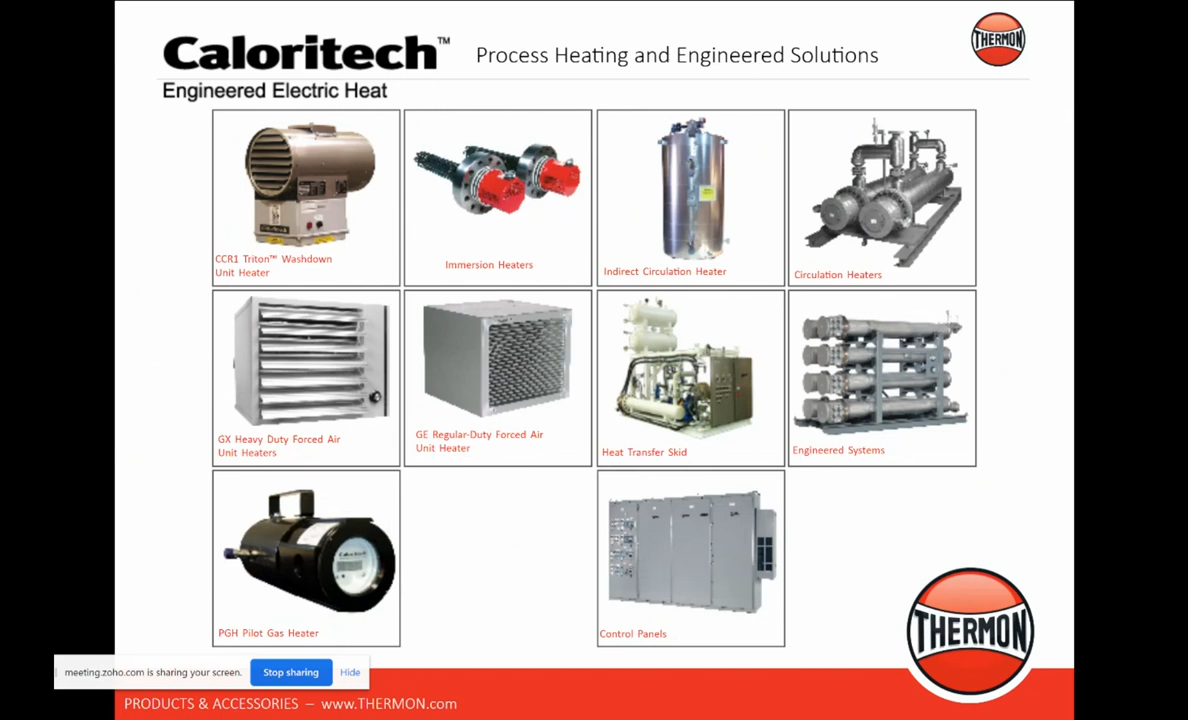 Caloritech™
Process Heating and Engineered Solutions
THERMON
Engineered Electric Heat
CCR1 Triton™ Washdown
Unit Heater
Immersion Heaters
Indirect Circulation Heater
Circulation Heaters
GX Heavy Duty Forced Air
Unit Heaters
GE Regular-Duty Forced Air
Unit Heater
Heat Transfer Skid
Engineered Systems
Caloritech
PGH Pilot Gas Heater
Control Panels
THERMON
meeting.zoho.com is sharing your screen.
Stop sharing
Hide
PRODUCTS & ACCESSORIES – www.THERMON.com